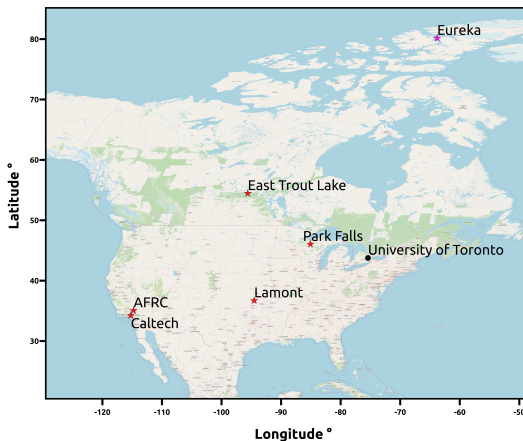 Eureka
80
70
60
East Trout Lake
Latitude °
50
Park Falls
University of Toronto
40
Lamont
AFRC
Caltech
30
-120 -110 -100 -90 -80 -70 -60 -50
Longitude °